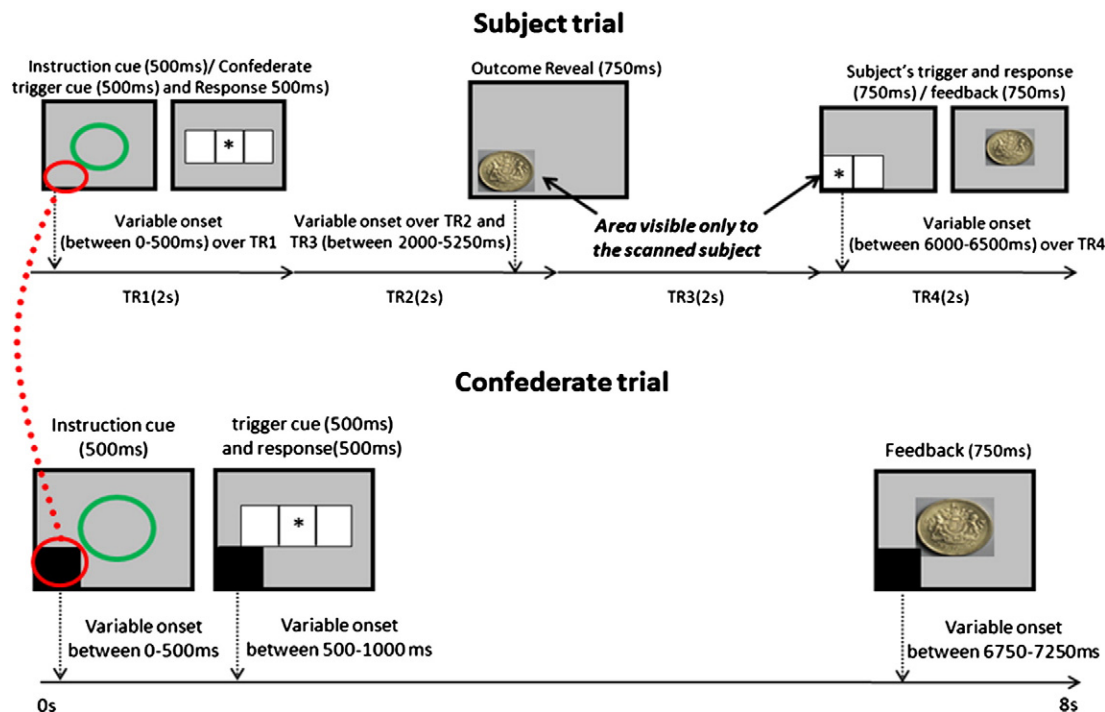 Subject trial
Instruction cue (500ms)/ Confederate
trigger cue (500ms) and Response 500ms)
*
Outcome Reveal (750ms)
Subject's trigger and response
(750ms) / feedback (750ms)
*
Variable onset
(between 0-500ms) over TR1
Variable onset over TR2 and
TR3 (between 2000-5250ms)
Area visible only to
the scanned subject
Variable onset
(between 6000-6500ms) over TR4
TR1(2s)
TR2(2s)
TR3(2s)
TR4(2s)
Confederate trial
Instruction cue
(500ms)
trigger cue (500ms)
and response(500ms)
*
Feedback (750ms)
Variable onset
between 0-500ms
Variable onset
between 500-1000 ms
Variable onset
between 6750-7250ms
0s
8s